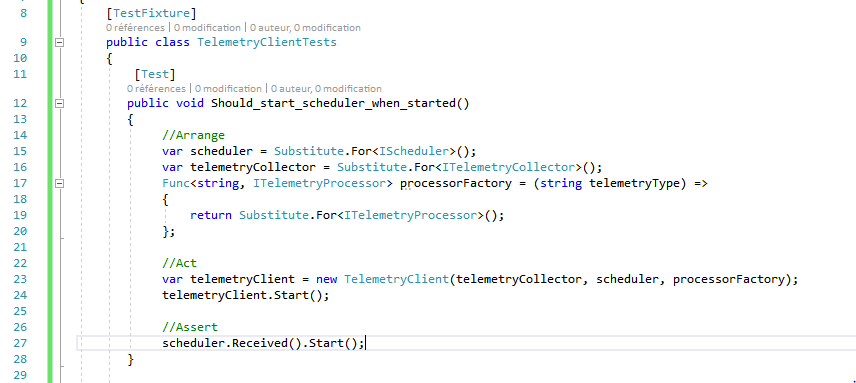 8 [TestFixture]
0 références | 0 modification | 0 auteur, 0 modification
9 public class TelemetryClientTests
10 {
11 [Test]
0 références | 0 modification | 0 auteur, 0 modification
12 public void Should_start_scheduler_when_started()
13 {
14 //Arrange
15 var scheduler = Substitute.For<IScheduler>();
16 var telemetryCollector = Substitute.For<ITelemetryCollector>();
17 Func<string, ITelemetryProcessor> processorFactory = (string telemetryType) =>
18 {
19 return Substitute.For<ITelemetryProcessor>();
20 };
21
22 //Act
23 var telemetryClient = new TelemetryClient(telemetryCollector, scheduler, processorFactory);
24 telemetryClient.Start();
25
26 //Assert
27 scheduler.Received().Start();
28 }
29